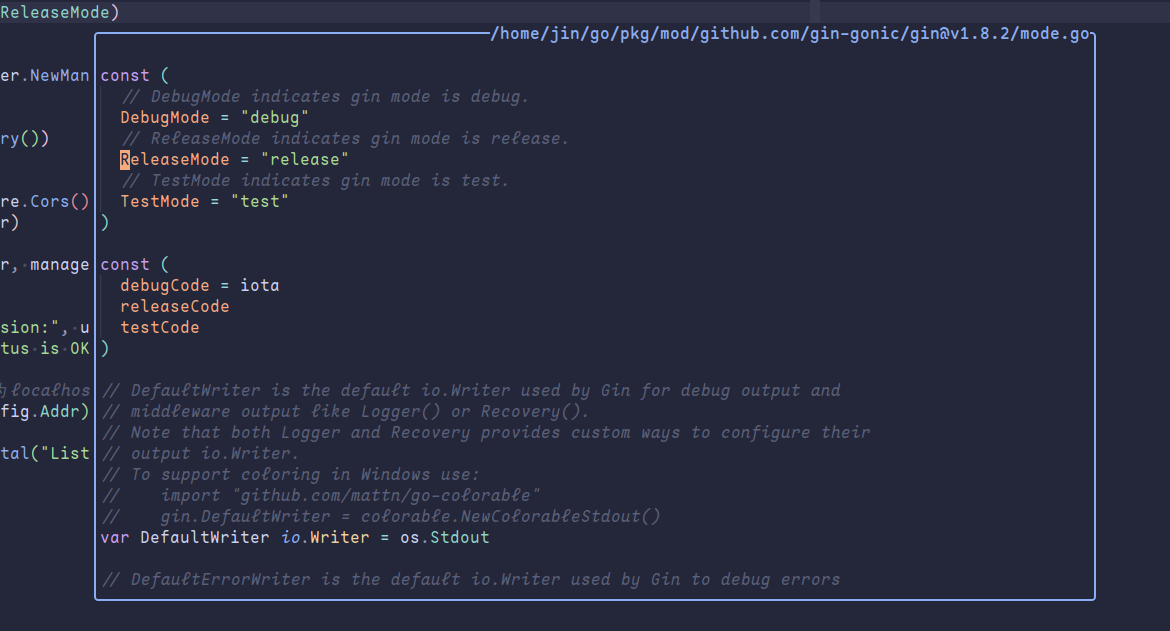 ReleaseMode)
/home/jin/go/pkg/mod/github.com/gin-gonic/gin@v1.8.2/mode.go
er.NewMan const (
// DebugMode indicates gin mode is debug.
DebugMode = "debug"
ry()) // ReleaseMode indicates gin mode is release.
ReleaseMode = "release"
// TestMode indicates gin mode is test.
re.Cors() TestMode = "test"
r) )
r, manage const (
debugCode = iota
releaseCode
sion:", u testCode
tus is OK )
localhos // DefaultWriter is the default io.Writer used by Gin for debug output and
fig.Addr) // middleware output like Logger() or Recovery().
// Note that both Logger and Recovery provides custom ways to configure their
tal("List // output io.Writer.
// To support coloring in Windows use:
// import "github.com/mattn/go-colorable"
// gin.DefaultWriter = colorable.NewColorableStdout()
var DefaultWriter io.Writer = os.Stdout
// DefaultErrorWriter is the default io.Writer used by Gin to debug errors